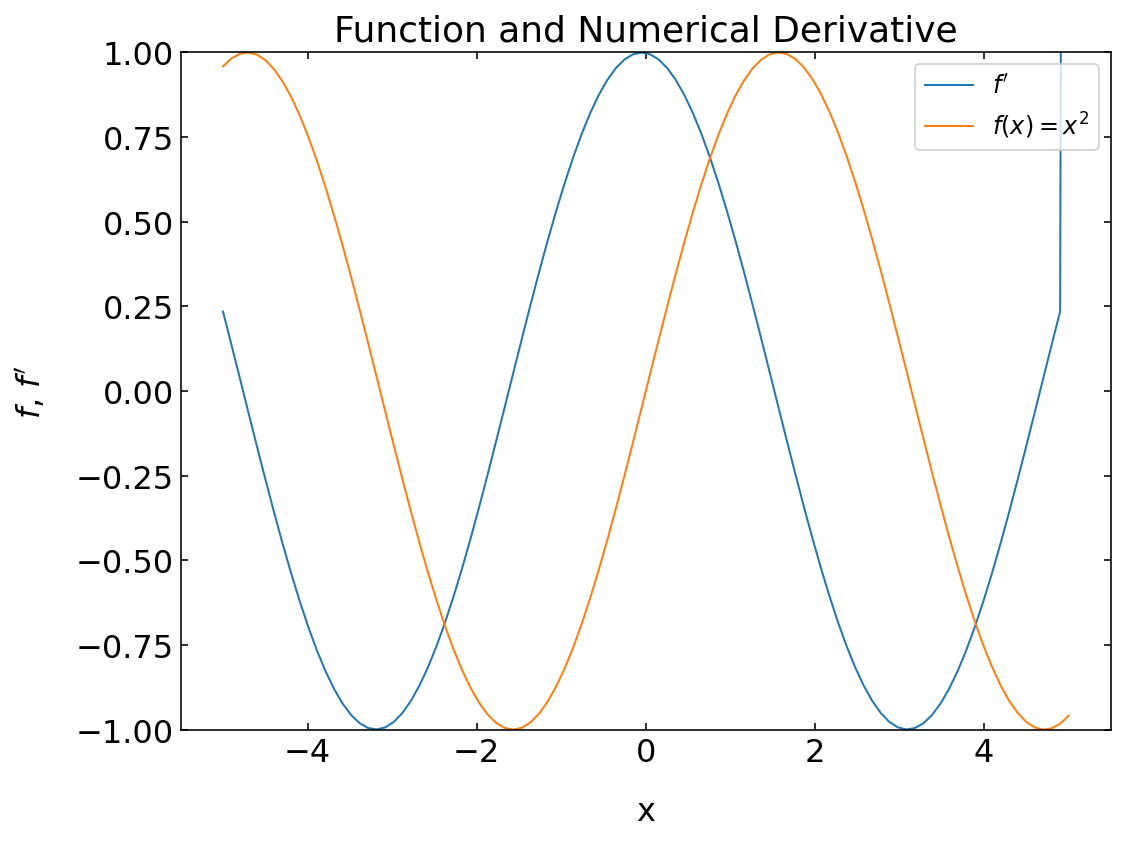 Function and Numerical Derivative
1.00
0.75
0.50
0.25
0.00
−0.25
−0.50
−0.75
−1.00
f, f′
f′
f(x) = x²
−4
−2
0
2
4
x